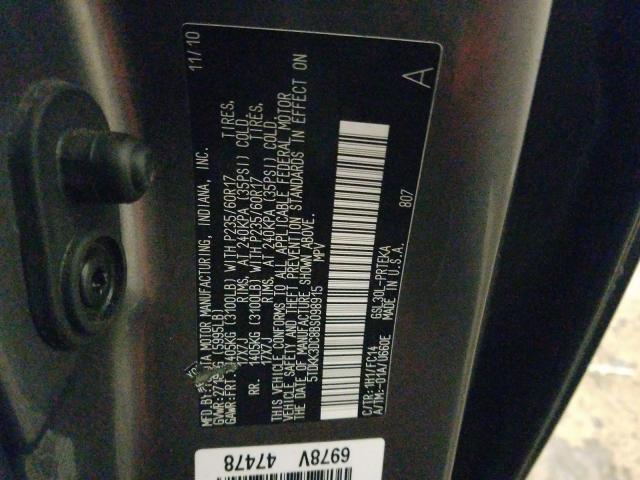 MFD.BY: TOYOTA MOTOR MANUFACTURING, INDIANA, INC. 11/10
GVWR:2719KG (5995LB)
GAWR:FRT. 1405KG (3100LB) WITH P235/60R17 TIRES,
17X7J RIMS, AT 240KPA (35PSI) COLD.
RR. 1405KG (3100LB) WITH P235/60R17 TIRES,
17X7J RIMS, AT 240KPA (35PSI) COLD.
THIS VEHICLE CONFORMS TO ALL APPLICABLE FEDERAL MOTOR
VEHICLE SAFETY AND THEFT PREVENTION STANDARDS IN EFFECT ON
THE DATE OF MANUFACTURE SHOWN ABOVE.
5TDKK3DC0BS098915 MPV
C/TR:1H1/FC14 GSL30L-PRTEKA 807
A/TM:-01A/U660E MADE IN U.S.A.
A
6978V
47478